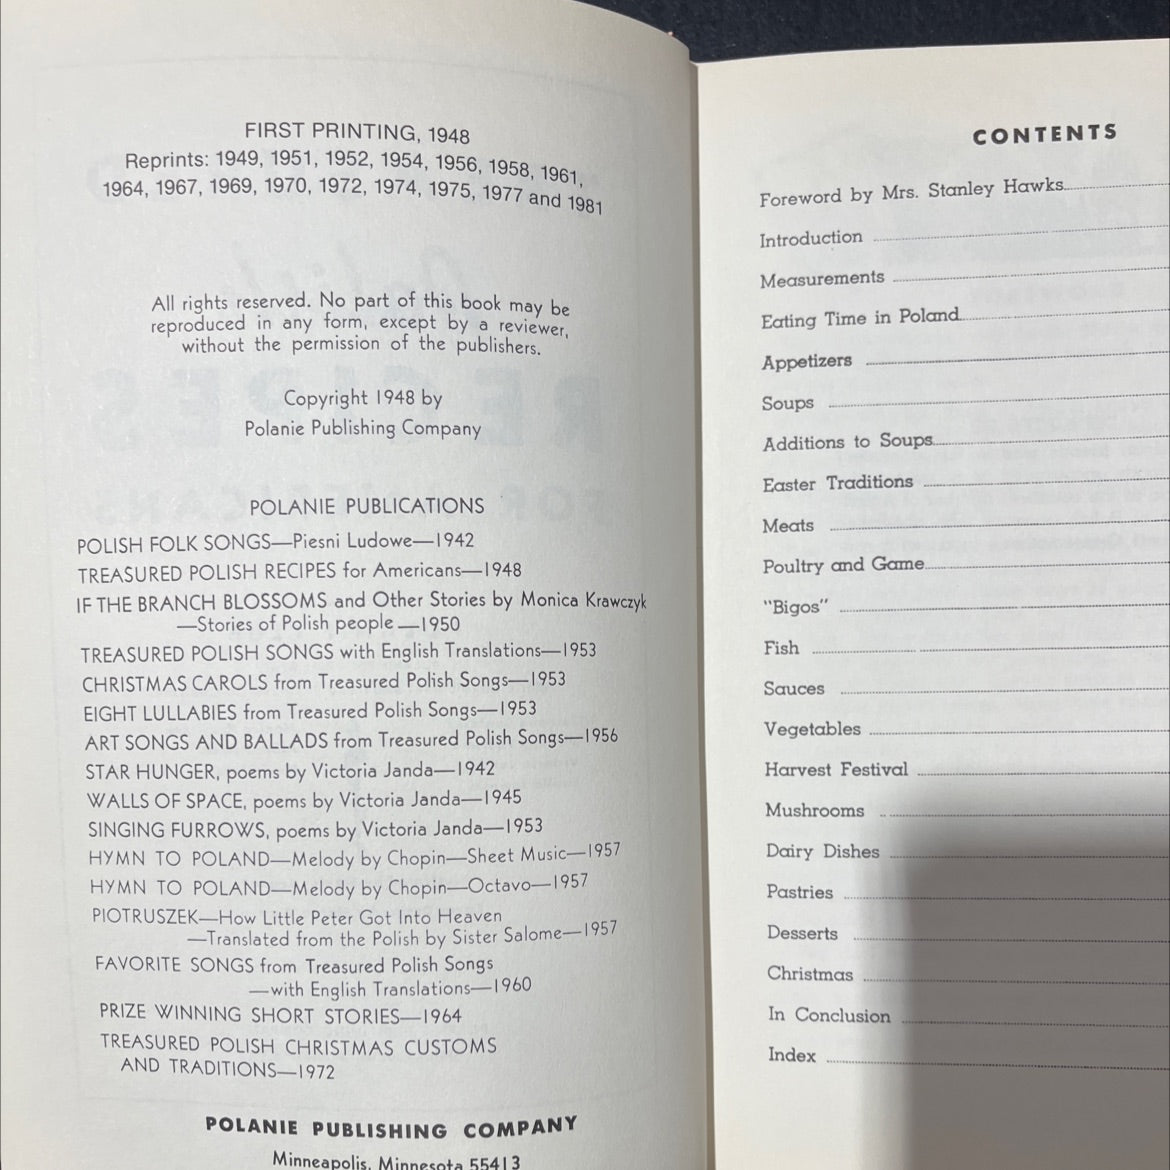 FIRST PRINTING, 1948
Reprints: 1949, 1951, 1952, 1954, 1956, 1958, 1961,
1964, 1967, 1969, 1970, 1972, 1974, 1975, 1977 and 1981
All rights reserved. No part of this book may be
reproduced in any form, except by a reviewer,
without the permission of the publishers.
Copyright 1948 by
Polanie Publishing Company
POLANIE PUBLICATIONS
POLISH FOLK SONGS—Piesni Ludowe—1942
TREASURED POLISH RECIPES for Americans—1948
IF THE BRANCH BLOSSOMS and Other Stories by Monica Krawczyk
—Stories of Polish people —1950
TREASURED POLISH SONGS with English Translations—1953
CHRISTMAS CAROLS from Treasured Polish Songs—1953
EIGHT LULLABIES from Treasured Polish Songs—1953
ART SONGS AND BALLADS from Treasured Polish Songs—1956
STAR HUNGER, poems by Victoria Janda—1942
WALLS OF SPACE, poems by Victoria Janda—1945
SINGING FURROWS, poems by Victoria Janda—1953
HYMN TO POLAND—Melody by Chopin—Sheet Music—1957
HYMN TO POLAND—Melody by Chopin—Octavo—1957
PIOTRUSZEK—How Little Peter Got Into Heaven
—Translated from the Polish by Sister Salome—1957
FAVORITE SONGS from Treasured Polish Songs
—with English Translations—1960
PRIZE WINNING SHORT STORIES—1964
TREASURED POLISH CHRISTMAS CUSTOMS
AND TRADITIONS—1972
POLANIE PUBLISHING COMPANY
Minneapolis, Minnesota 55413
CONTENTS
Foreword by Mrs. Stanley Hawks
Introduction
Measurements
Eating Time in Poland
Appetizers
Soups
Additions to Soups
Easter Traditions
Meats
Poultry and Game
"Bigos"
Fish
Sauces
Vegetables
Harvest Festival
Mushrooms
Dairy Dishes
Pastries
Desserts
Christmas
In Conclusion
Index